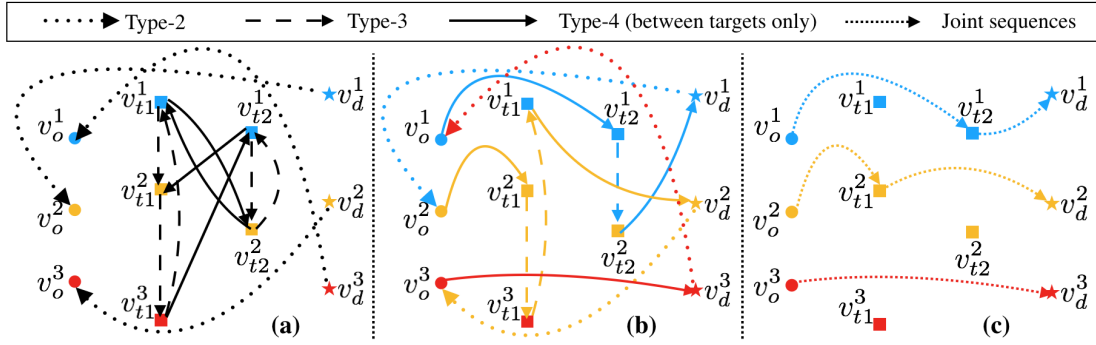 Type-2 Type-3 Type-4 (between targets only) Joint sequences
v_o^1 v_{t1}^1 v_{t2}^1 v_d^1
v_o^2 v_{t1}^2 v_{t2}^2 v_d^2
v_o^3 v_{t1}^3 v_d^3
(a)
v_o^1 v_{t1}^1 v_{t2}^1 v_d^1
v_o^2 v_{t1}^2 v_{t2}^2 v_d^2
v_o^3 v_{t1}^3 v_d^3
(b)
v_o^1 v_{t1}^1 v_{t2}^1 v_d^1
v_o^2 v_{t1}^2 v_{t2}^2 v_d^2
v_o^3 v_{t1}^3 v_d^3
(c)